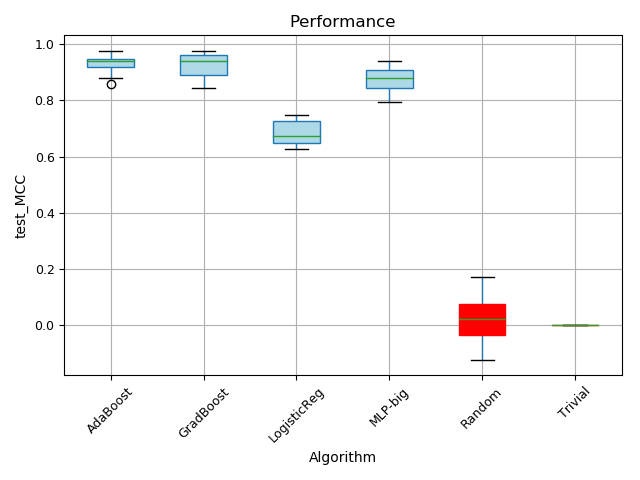 Performance
1.0
0.8
0.6
0.4
0.2
0.0
test_MCC
AdaBoost
GradBoost
LogisticReg
MLP-big
Random
Trivial
Algorithm